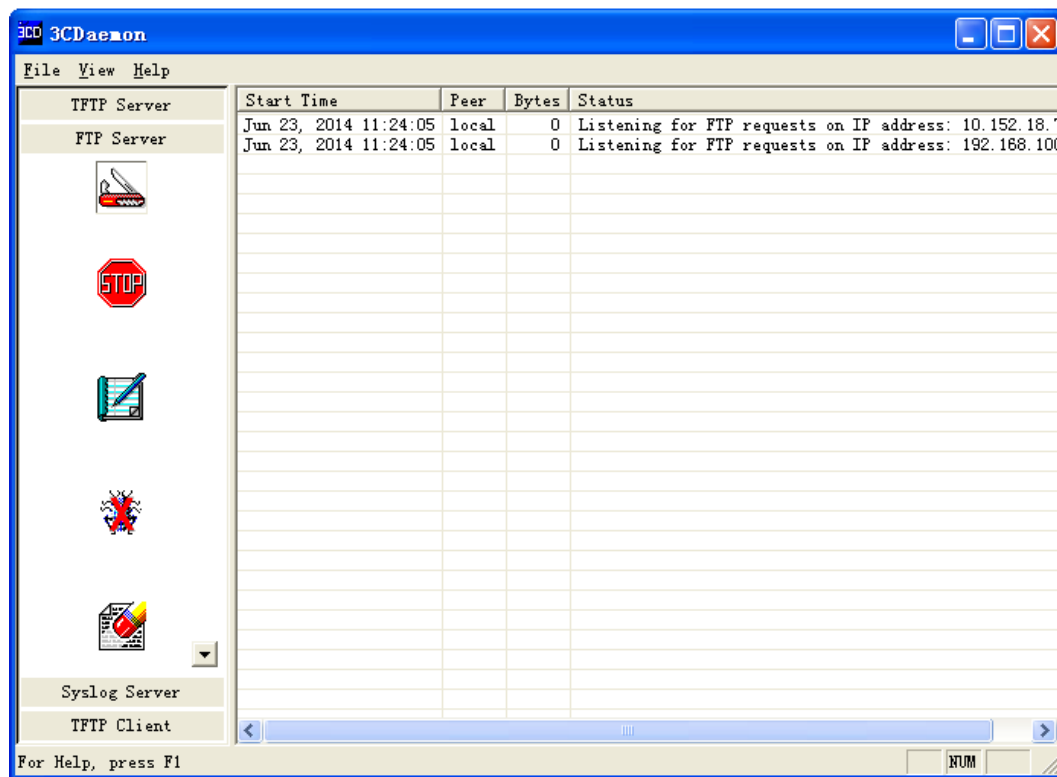 3CD 3CDaemon
File View Help
TFTP Server
FTP Server
STOP
Syslog Server
TFTP Client
Start Time Peer Bytes Status
Jun 23, 2014 11:24:05 local 0 Listening for FTP requests on IP address: 10.152.18.
Jun 23, 2014 11:24:05 local 0 Listening for FTP requests on IP address: 192.168.100
For Help, press F1 NUM